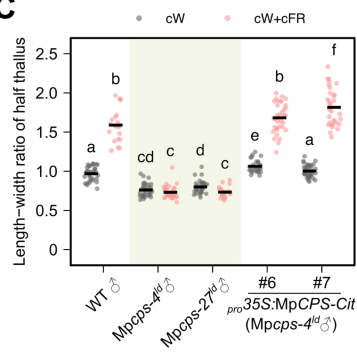 C
cW cW+cFR
Length−width ratio of half thallus
2.5
2.0
1.5
1.0
0.5
0
a b cd c d c e b a f
WT ♂
Mpcps-4ld♂
Mpcps-27ld♂
#6 #7
pro35S:MpCPS-Cit
(Mpcps-4ld♂)